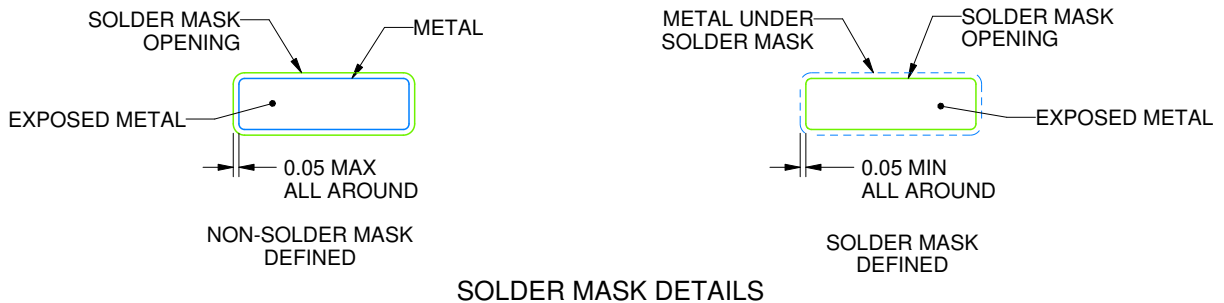 SOLDER MASK
OPENING
METAL
EXPOSED METAL
0.05 MAX
ALL AROUND
NON-SOLDER MASK
DEFINED
METAL UNDER
SOLDER MASK
SOLDER MASK
OPENING
EXPOSED METAL
0.05 MIN
ALL AROUND
SOLDER MASK
DEFINED
SOLDER MASK DETAILS